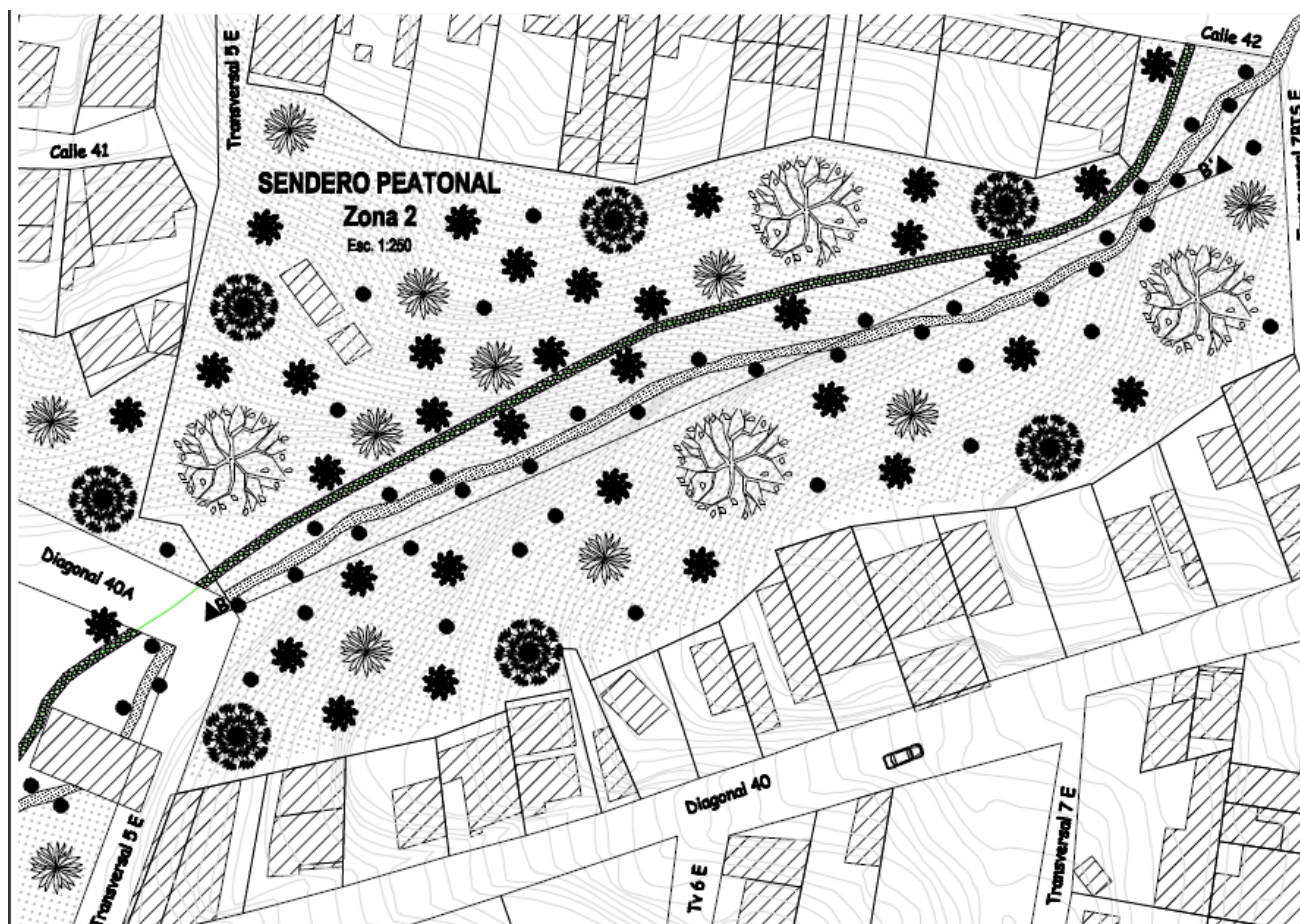 Calle 42
Transversal 5 E
Calle 41
B'
SENDERO PEATONAL
Zona 2
Esc. 1:250
Diagonal 40A
B
Diagonal 40
Transversal 5 E
Tv 6 E
Transversal 7 E